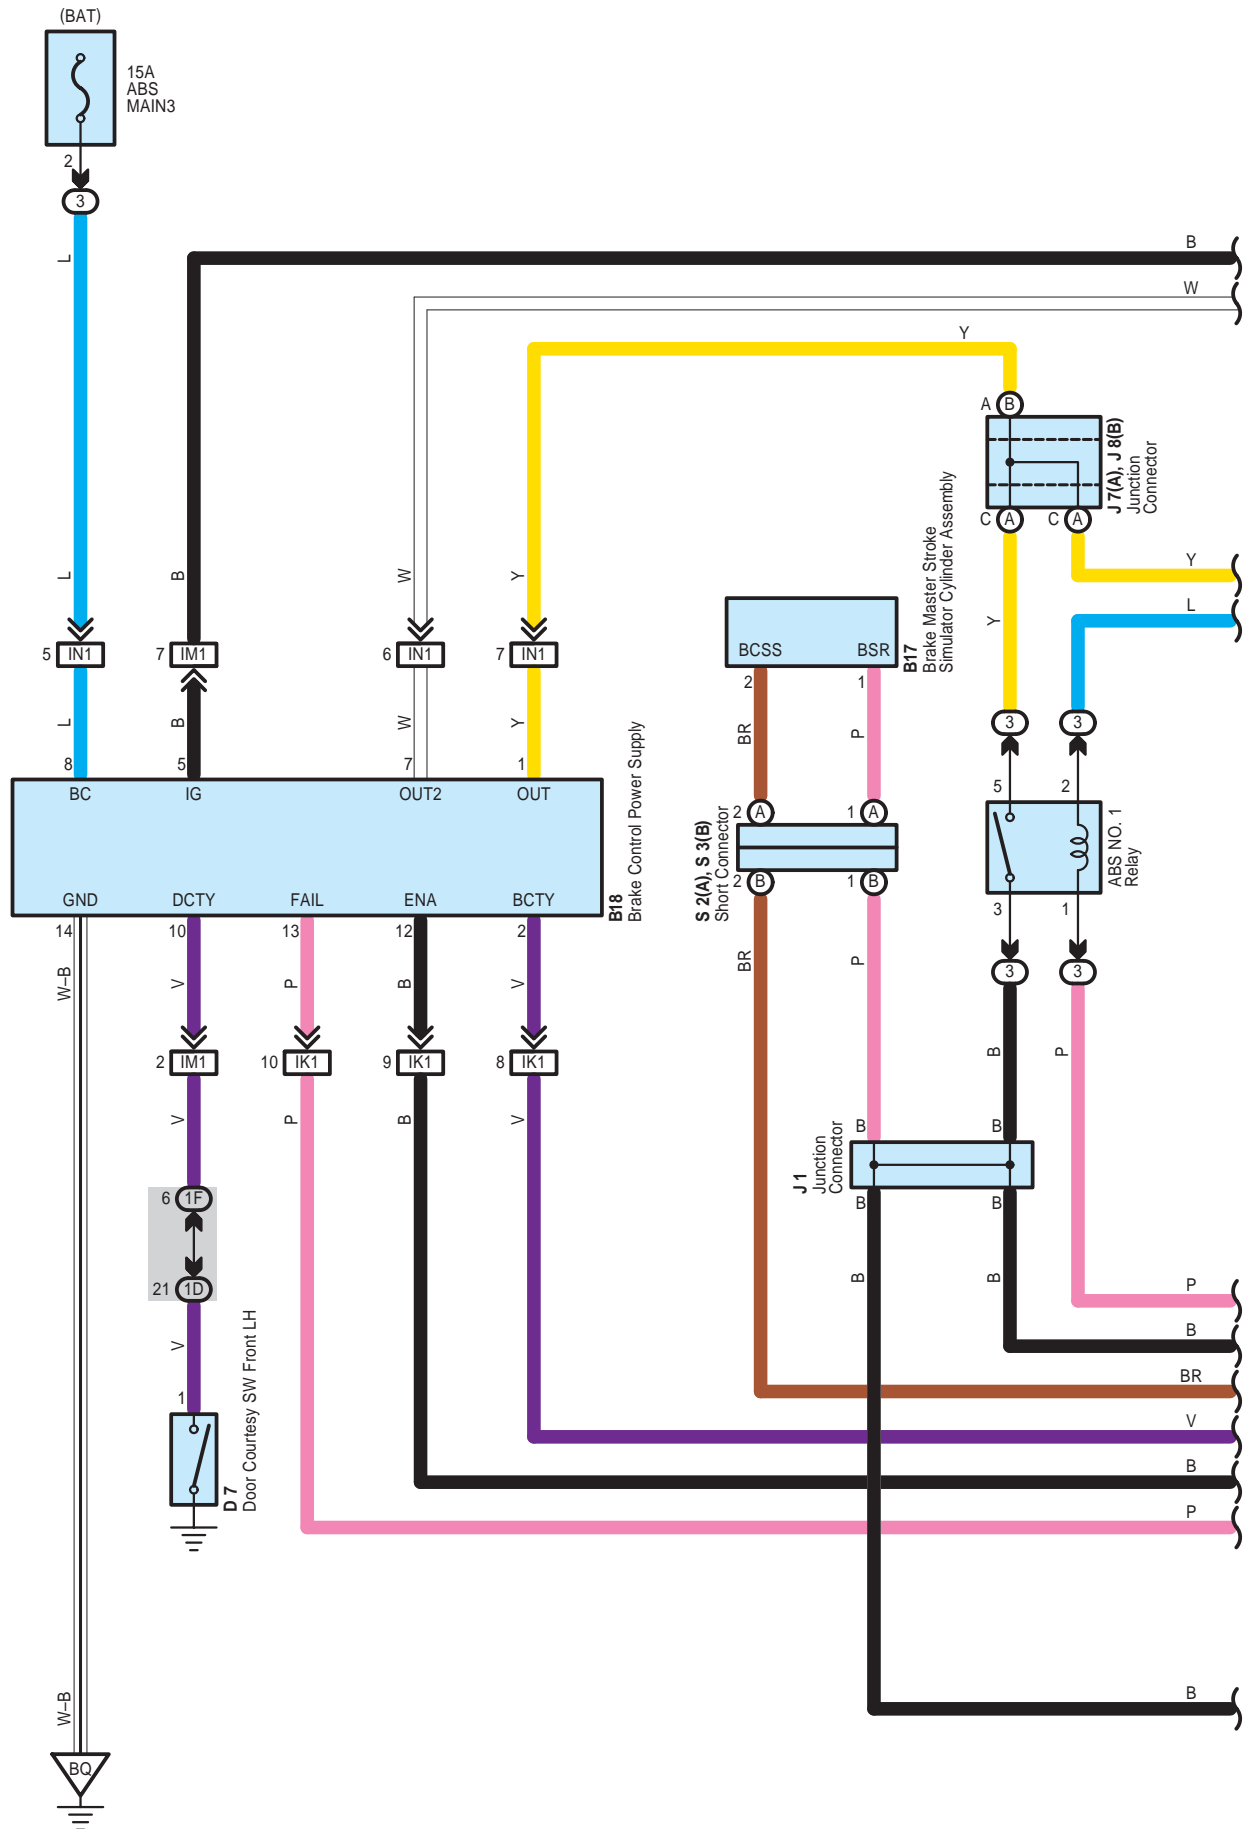 (BAT)
15A
ABS
MAIN3
2
3
L
B
W
Y
A B
J 7(A), J 8(B)
Junction
Connector
C A C A
L
B
W
Y
Y
Y
L
5 IN1
7 IM1
6 IN1
7 IN1
B17
Brake Master Stroke
Simulator Cylinder Assembly
BCSS
BSR
2
1
BR
P
L
B
W
Y
3
3
8
5
7
1
BC
IG
OUT2
OUT
B18
Brake Control Power Supply
5
2
2 A
1 A
S 2(A), S 3(B)
Short Connector
2 B
1 B
ABS NO. 1
Relay
3
1
GND
DCTY
FAIL
ENA
BCTY
14
10
13
12
2
W–B
V
P
B
V
BR
P
3
3
2 IM1
10 IK1
9 IK1
8 IK1
B
P
V
P
B
V
B
B
J 1
Junction
Connector
B
B
6 1F
21 1D
B
B
P
V
B
1
BR
D 7
Door Courtesy SW Front LH
V
B
P
W–B
B
BQ